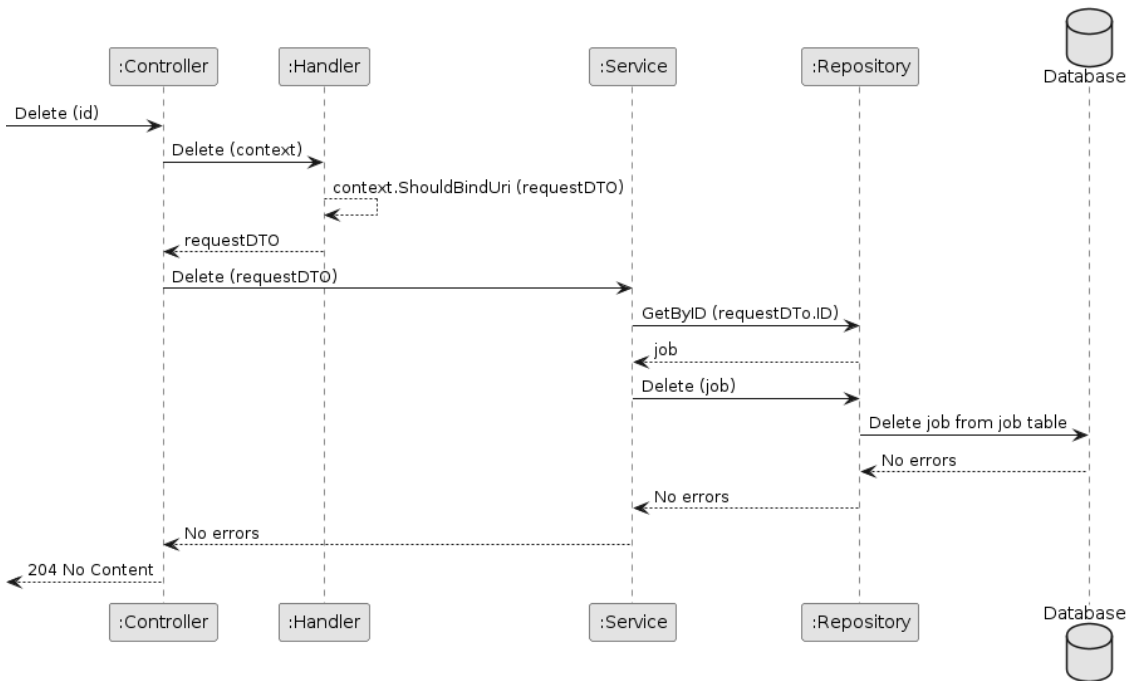 :Controller
:Handler
:Service
:Repository
Database
Delete (id)
Delete (context)
context.ShouldBindUri (requestDTO)
requestDTO
Delete (requestDTO)
GetByID (requestDTo.ID)
job
Delete (job)
Delete job from job table
No errors
No errors
No errors
204 No Content
:Controller
:Handler
:Service
:Repository
Database